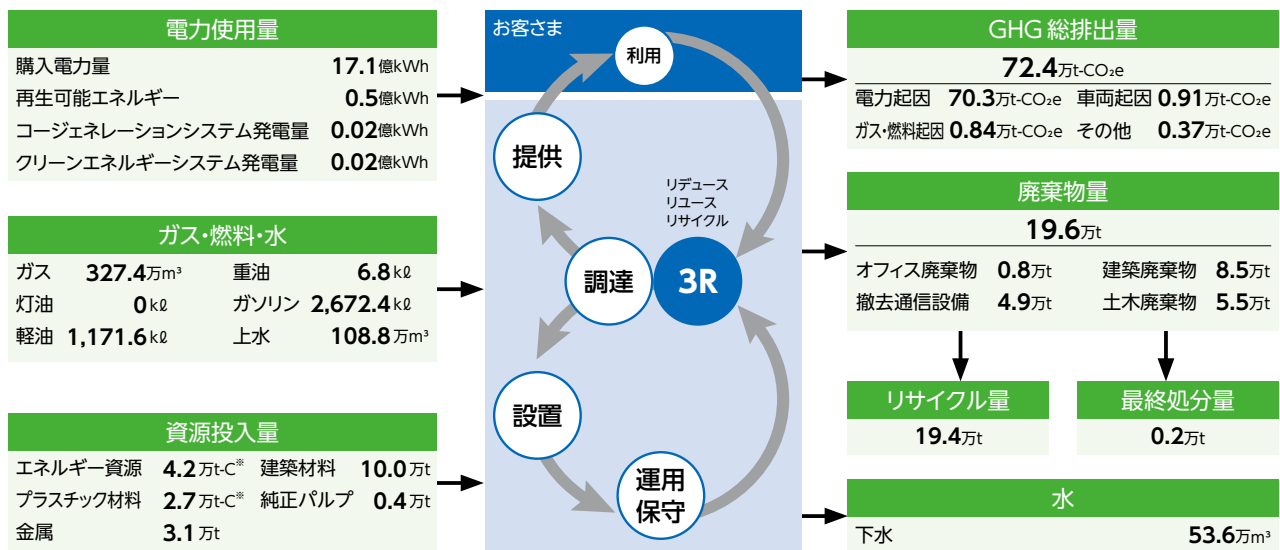 電力使用量
購入電力量 17.1億kWh
再生可能エネルギー 0.5億kWh
コージェネレーションシステム発電量 0.02億kWh
クリーンエネルギーシステム発電量 0.02億kWh
ガス・燃料・水
ガス 327.4万m³ 重油 6.8kℓ
灯油 0kℓ ガソリン 2,672.4kℓ
軽油 1,171.6kℓ 上水 108.8万m³
資源投入量
エネルギー資源 4.2万t-C※ 建築材料 10.0万t
プラスチック材料 2.7万t-C※ 純正パルプ 0.4万t
金属 3.1万t
お客さま
利用
提供
リデュース
リユース
リサイクル
調達
3R
設置
運用
保守
GHG総排出量
72.4万t-CO₂e
電力起因 70.3万t-CO₂e 車両起因 0.91万t-CO₂e
ガス・燃料起因 0.84万t-CO₂e その他 0.37万t-CO₂e
廃棄物量
19.6万t
オフィス廃棄物 0.8万t 建築廃棄物 8.5万t
撤去通信設備 4.9万t 土木廃棄物 5.5万t
リサイクル量
19.4万t
最終処分量
0.2万t
水
下水 53.6万m³